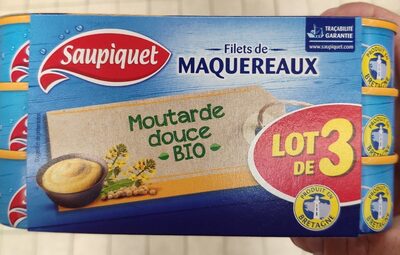 Saupiquet
Filets de
MAQUEREAUX
TRAÇABILITÉ
GARANTIE
www.saupiquet.com
Moutarde
douce
BIO
LOT
DE 3
PRODUIT EN
BRETAGNE